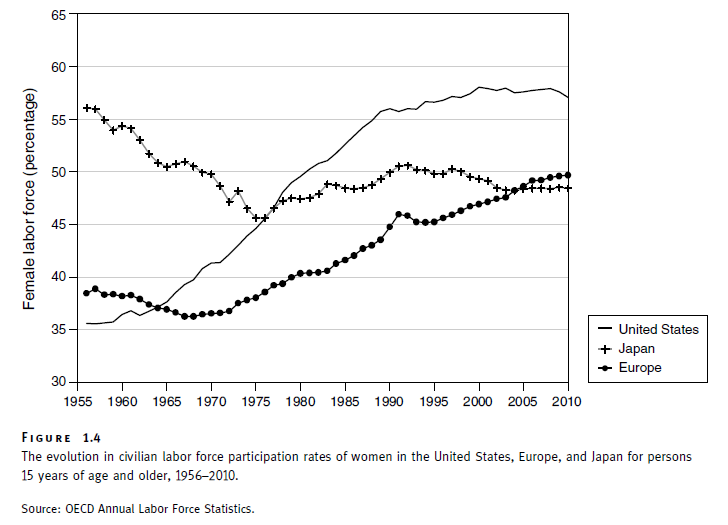 65
60
55
50
45
40
35
30
Female labor force (percentage)
1955 1960 1965 1970 1975 1980 1985 1990 1995 2000 2005 2010
United States
Japan
Europe
FIGURE 1.4
The evolution in civilian labor force participation rates of women in the United States, Europe, and Japan for persons
15 years of age and older, 1956–2010.
Source: OECD Annual Labor Force Statistics.